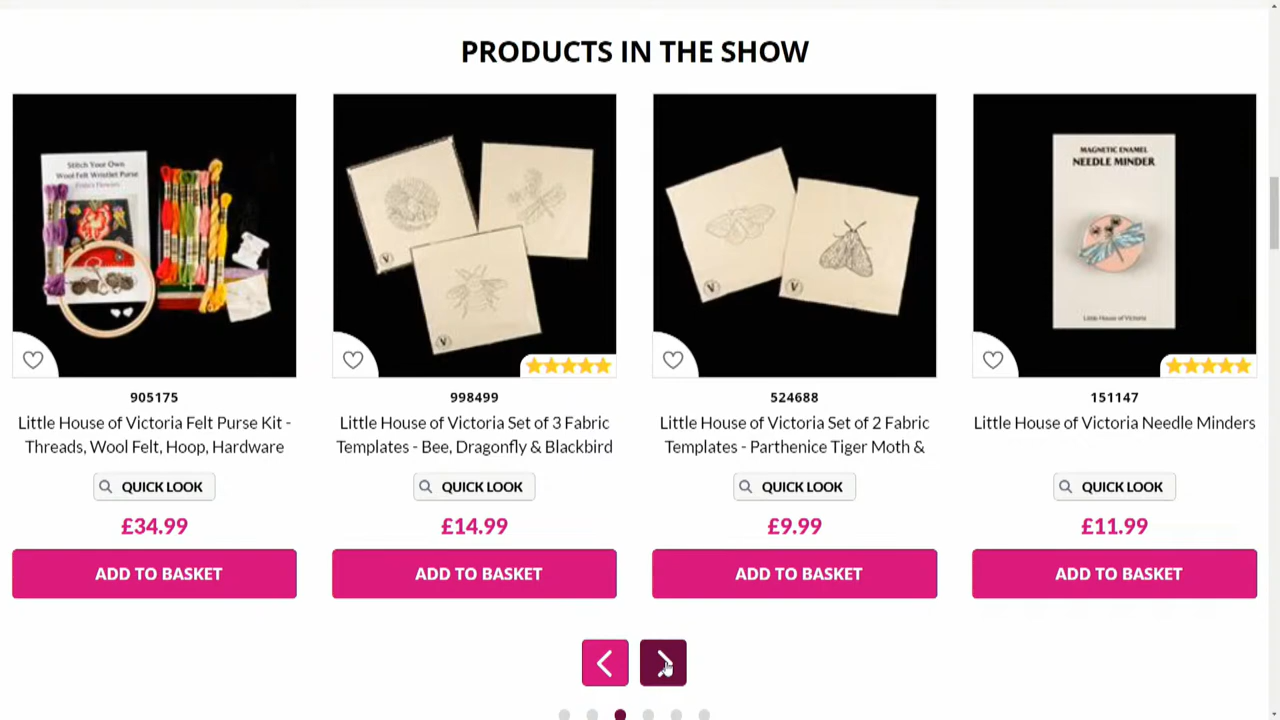 PRODUCTS IN THE SHOW
Stitch Your Own
Wool Felt Wristlet Purse
V
V
V
MAGNETIC ENAMEL
NEEDLE MINDER
Little House of Victoria
905175
998499
524688
151147
Little House of Victoria Felt Purse Kit -
Threads, Wool Felt, Hoop, Hardware
Little House of Victoria Set of 3 Fabric
Templates - Bee, Dragonfly & Blackbird
Little House of Victoria Set of 2 Fabric
Templates - Parthenice Tiger Moth &
Little House of Victoria Needle Minders
QUICK LOOK
QUICK LOOK
QUICK LOOK
QUICK LOOK
£34.99
£14.99
£9.99
£11.99
ADD TO BASKET
ADD TO BASKET
ADD TO BASKET
ADD TO BASKET